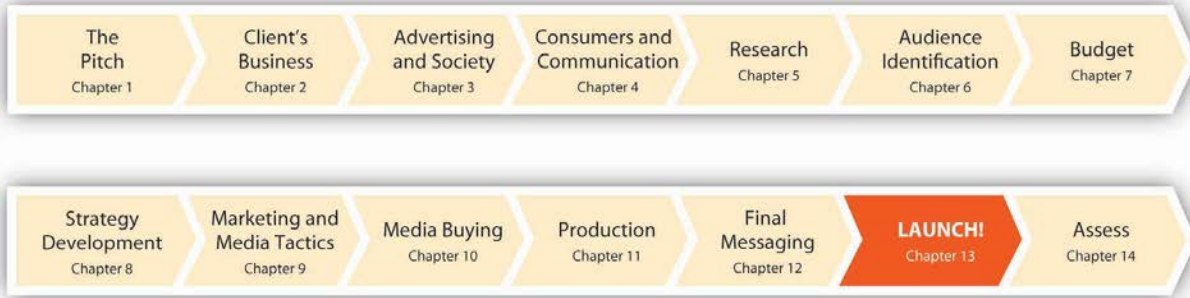 The
Pitch
Chapter 1
Client's
Business
Chapter 2
Advertising
and Society
Chapter 3
Consumers and
Communication
Chapter 4
Research
Chapter 5
Audience
Identification
Chapter 6
Budget
Chapter 7
Strategy
Development
Chapter 8
Marketing and
Media Tactics
Chapter 9
Media Buying
Chapter 10
Production
Chapter 11
Final
Messaging
Chapter 12
LAUNCH!
Chapter 13
Assess
Chapter 14